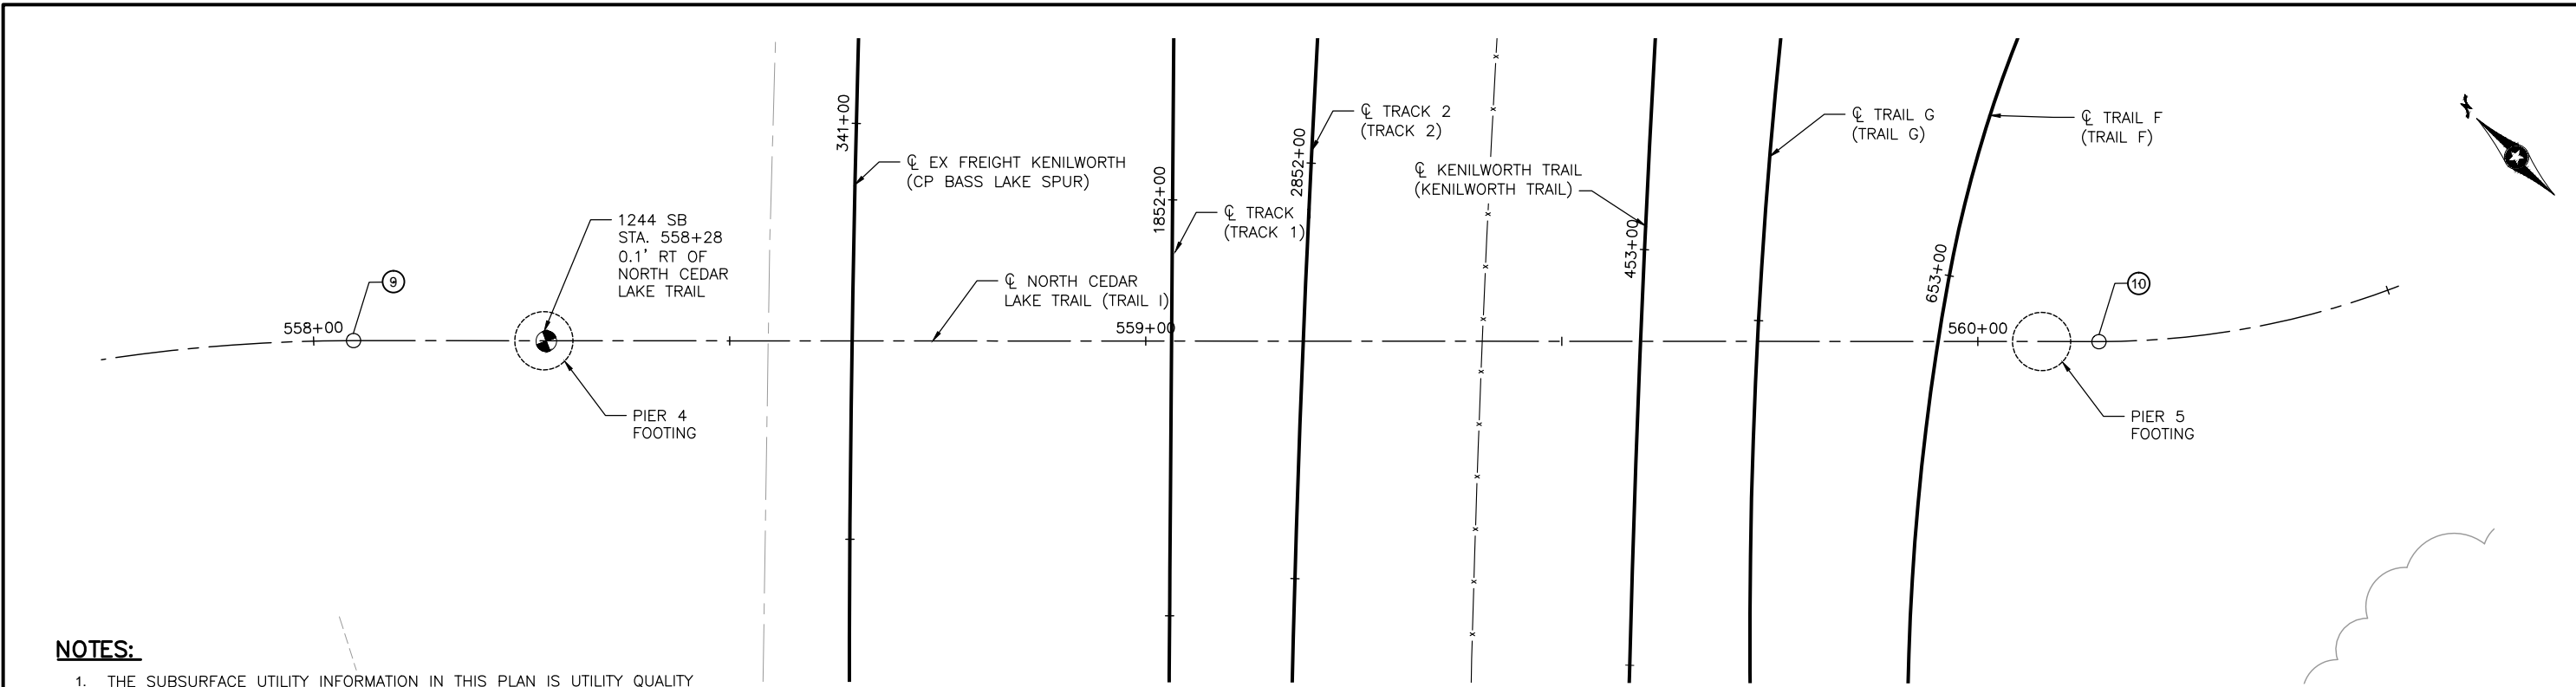 341+00
℄ EX FREIGHT KENILWORTH
(CP BASS LAKE SPUR)
1852+00
℄ TRACK
(TRACK 1)
2852+00
℄ TRACK 2
(TRACK 2)
℄ KENILWORTH TRAIL
(KENILWORTH TRAIL)
453+00
℄ TRAIL G
(TRAIL G)
653+00
℄ TRAIL F
(TRAIL F)
1244 SB
STA. 558+28
0.1' RT OF
NORTH CEDAR
LAKE TRAIL
9
℄ NORTH CEDAR
LAKE TRAIL (TRAIL I)
10
558+00
559+00
560+00
PIER 4
FOOTING
PIER 5
FOOTING
NOTES:
1. THE SUBSURFACE UTILITY INFORMATION IN THIS PLAN IS UTILITY QUALITY